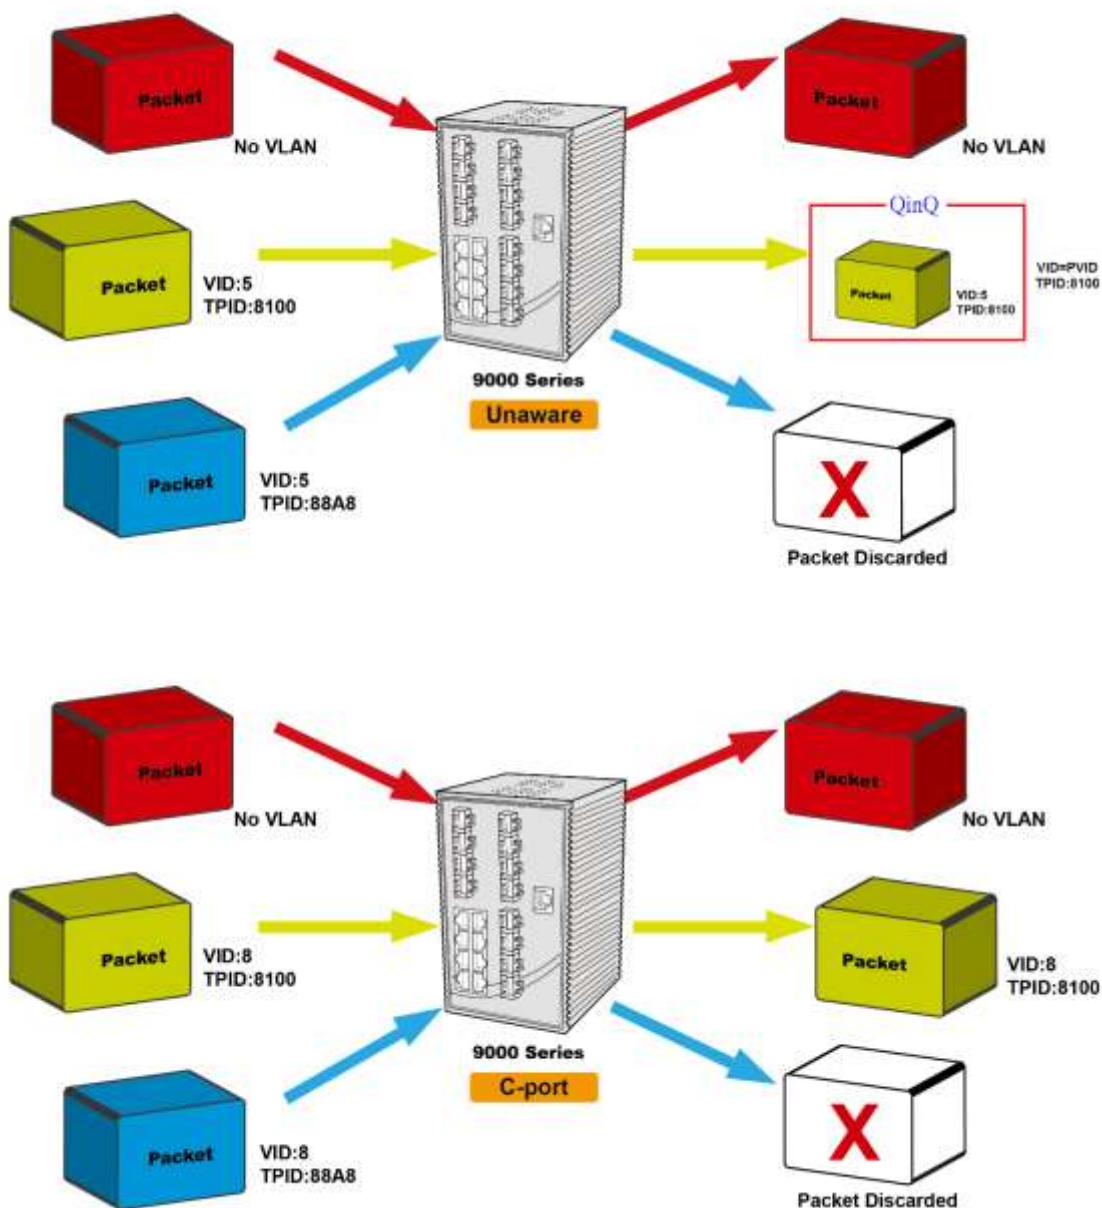 Packet
No VLAN
Packet
No VLAN
Packet
VID:5
TPID:8100
QinQ
Packet
VID:5
TPID:8100
VID=PVID
TPID:8100
9000 Series
Unaware
Packet
VID:5
TPID:88A8
X
Packet Discarded
Packet
No VLAN
Packet
No VLAN
Packet
VID:8
TPID:8100
Packet
VID:8
TPID:8100
9000 Series
C-port
Packet
VID:8
TPID:88A8
X
Packet Discarded